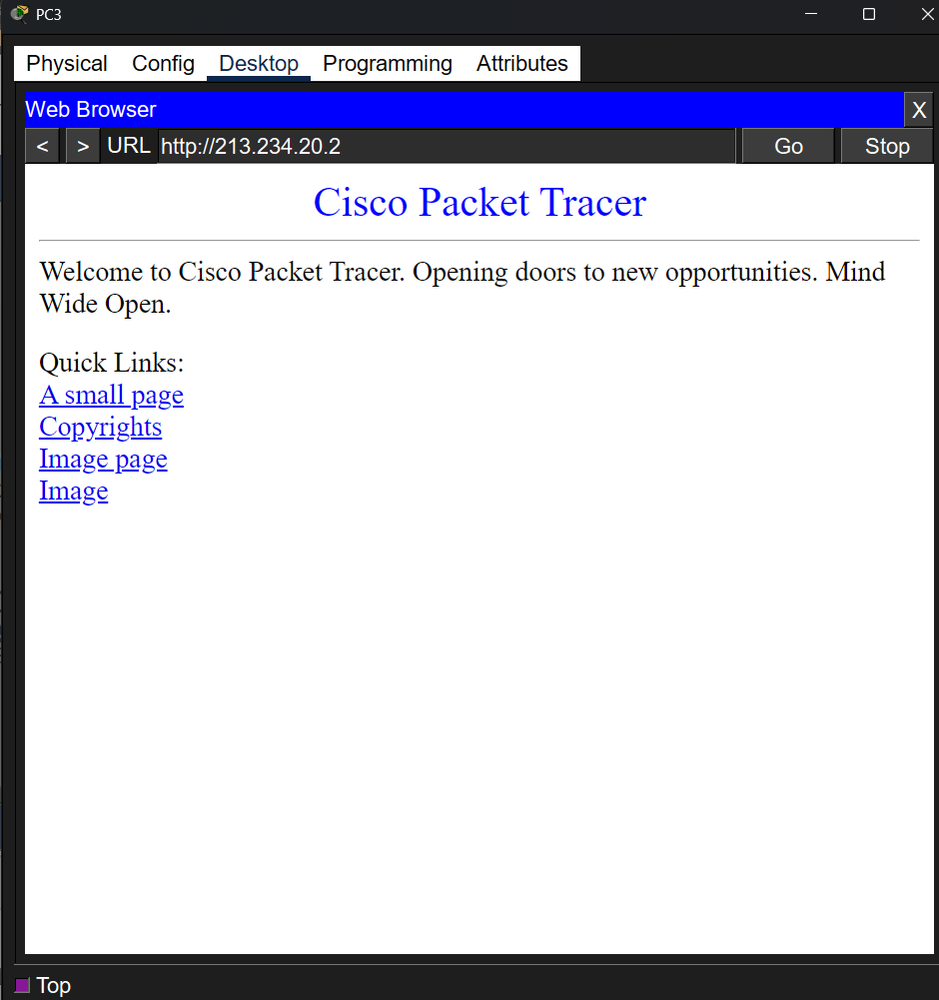 PC3
Physical Config Desktop Programming Attributes
Web Browser X
< > URL http://213.234.20.2 Go Stop
Cisco Packet Tracer
Welcome to Cisco Packet Tracer. Opening doors to new opportunities. Mind
Wide Open.
Quick Links:
A small page
Copyrights
Image page
Image
Top